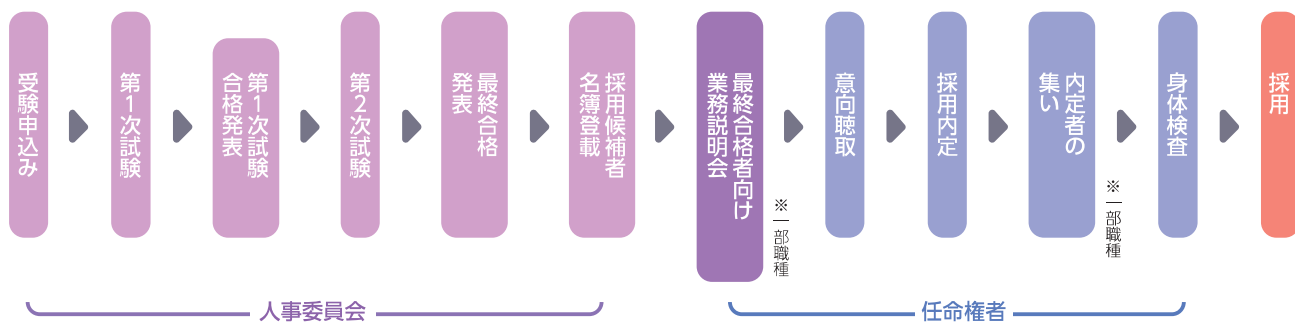 受験申込み
第1次試験
第1次試験
合格発表
第2次試験
最終合格
発表
採用候補者
名簿登載
最終合格者向け
業務説明会
※一部職種
意向聴取
採用内定
内定者の
集い
※一部職種
身体検査
採用
人事委員会
任命権者